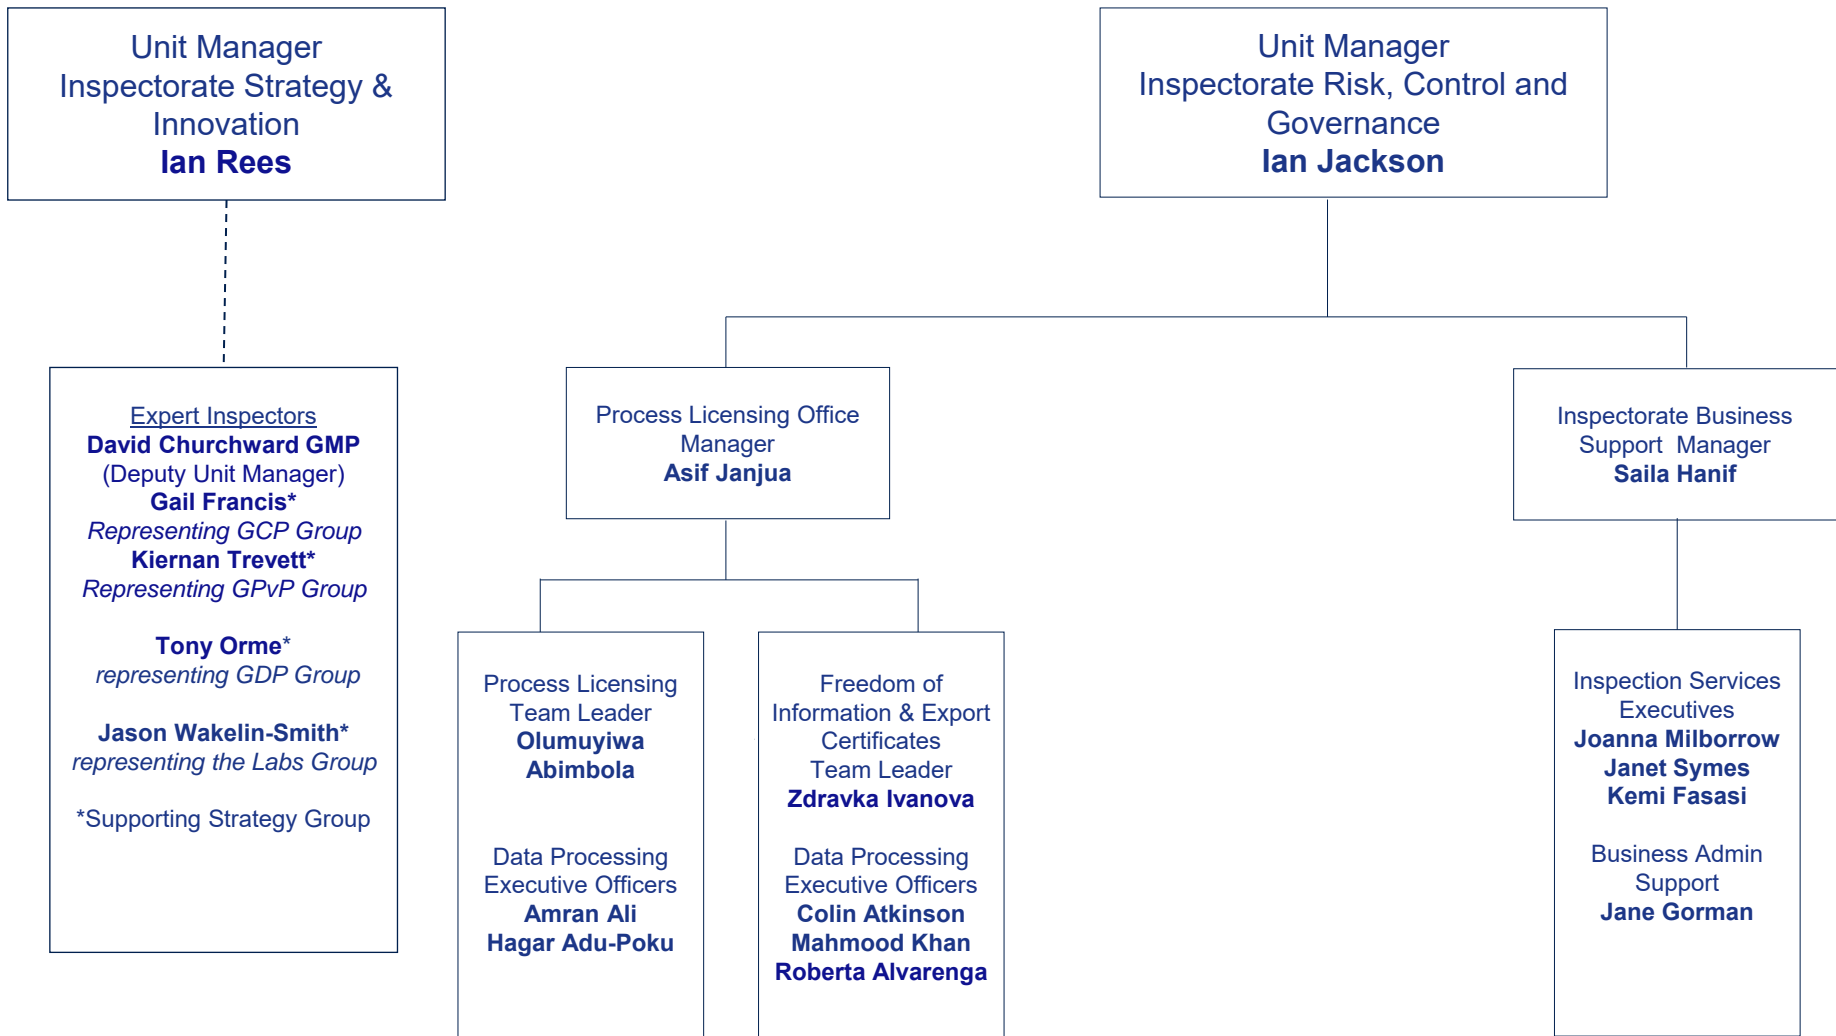 Unit Manager
Inspectorate Strategy &
Innovation
Ian Rees
Unit Manager
Inspectorate Risk, Control and
Governance
Ian Jackson
Expert Inspectors
David Churchward GMP
(Deputy Unit Manager)
Gail Francis*
Representing GCP Group
Kiernan Trevett*
Representing GPvP Group
Tony Orme*
representing GDP Group
Jason Wakelin-Smith*
representing the Labs Group
*Supporting Strategy Group
Process Licensing Office
Manager
Asif Janjua
Inspectorate Business
Support  Manager
Saila Hanif
Process Licensing
Team Leader
Olumuyiwa
Abimbola
Data Processing
Executive Officers
Amran Ali
Hagar Adu-Poku
Freedom of
Information & Export
Certificates
Team Leader
Zdravka Ivanova
Data Processing
Executive Officers
Colin Atkinson
Mahmood Khan
Roberta Alvarenga
Inspection Services
Executives
Joanna Milborrow
Janet Symes
Kemi Fasasi
Business Admin
Support
Jane Gorman